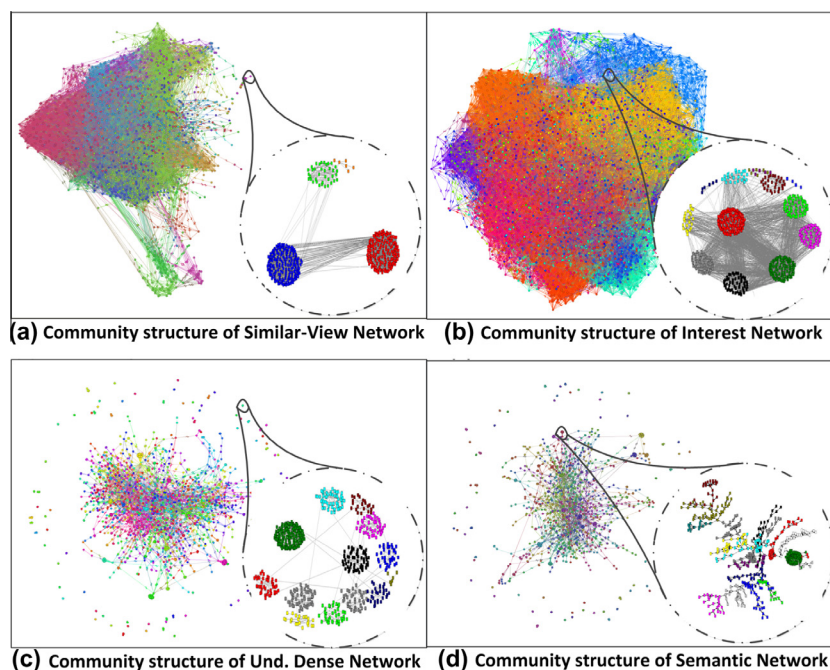 (a) Community structure of Similar-View Network
(b) Community structure of Interest Network
(c) Community structure of Und. Dense Network
(d) Community structure of Semantic Network